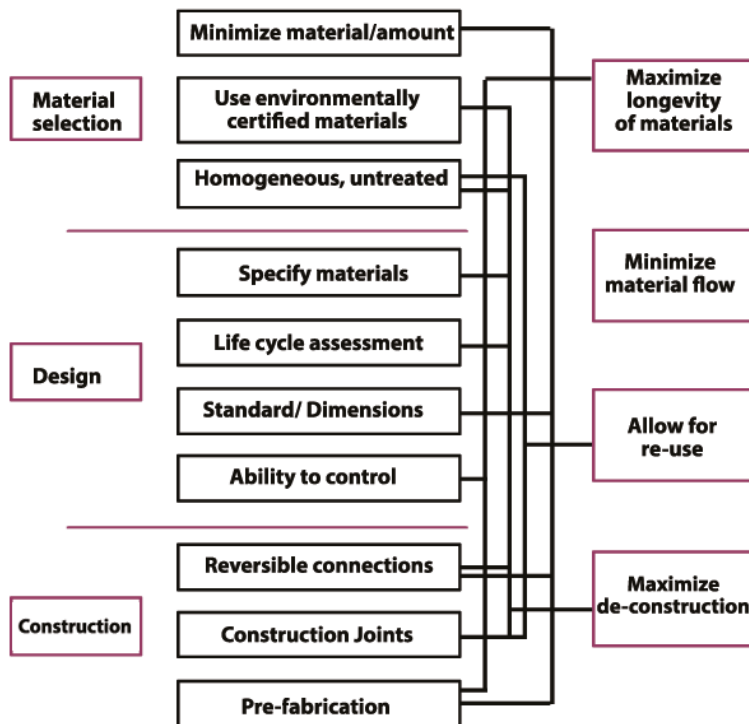 Minimize material/amount
Material
selection
Use environmentally
certified materials
Homogeneous, untreated
Design
Specify materials
Life cycle assessment
Standard/ Dimensions
Ability to control
Construction
Reversible connections
Construction Joints
Pre-fabrication
Maximize
longevity
of materials
Minimize
material flow
Allow for
re-use
Maximize
de-construction